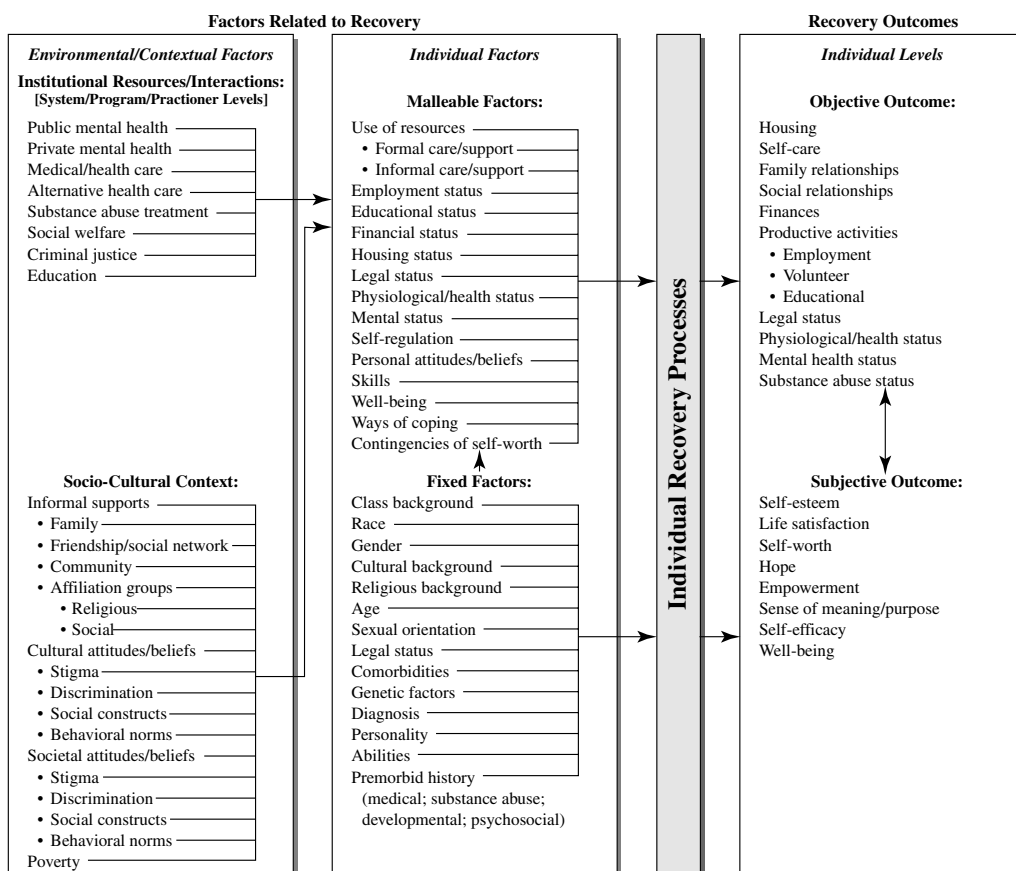 Factors Related to Recovery
Environmental/Contextual Factors
Institutional Resources/Interactions:
[System/Program/Practioner Levels]
Public mental health
Private mental health
Medical/health care
Alternative health care
Substance abuse treatment
Social welfare
Criminal justice
Education
Socio-Cultural Context:
Informal supports
• Family
• Friendship/social network
• Community
• Affiliation groups
• Religious
• Social
Cultural attitudes/beliefs
• Stigma
• Discrimination
• Social constructs
• Behavioral norms
Societal attitudes/beliefs
• Stigma
• Discrimination
• Social constructs
• Behavioral norms
Poverty
Individual Factors
Malleable Factors:
Use of resources
• Formal care/support
• Informal care/support
Employment status
Educational status
Financial status
Housing status
Legal status
Physiological/health status
Mental status
Self-regulation
Personal attitudes/beliefs
Skills
Well-being
Ways of coping
Contingencies of self-worth
Fixed Factors:
Class background
Race
Gender
Cultural background
Religious background
Age
Sexual orientation
Legal status
Comorbidities
Genetic factors
Diagnosis
Personality
Abilities
Premorbid history
(medical; substance abuse;
developmental; psychosocial)
Individual Recovery Processes
Recovery Outcomes
Individual Levels
Objective Outcome:
Housing
Self-care
Family relationships
Social relationships
Finances
Productive activities
• Employment
• Volunteer
• Educational
Legal status
Physiological/health status
Mental health status
Substance abuse status
Subjective Outcome:
Self-esteem
Life satisfaction
Self-worth
Hope
Empowerment
Sense of meaning/purpose
Self-efficacy
Well-being